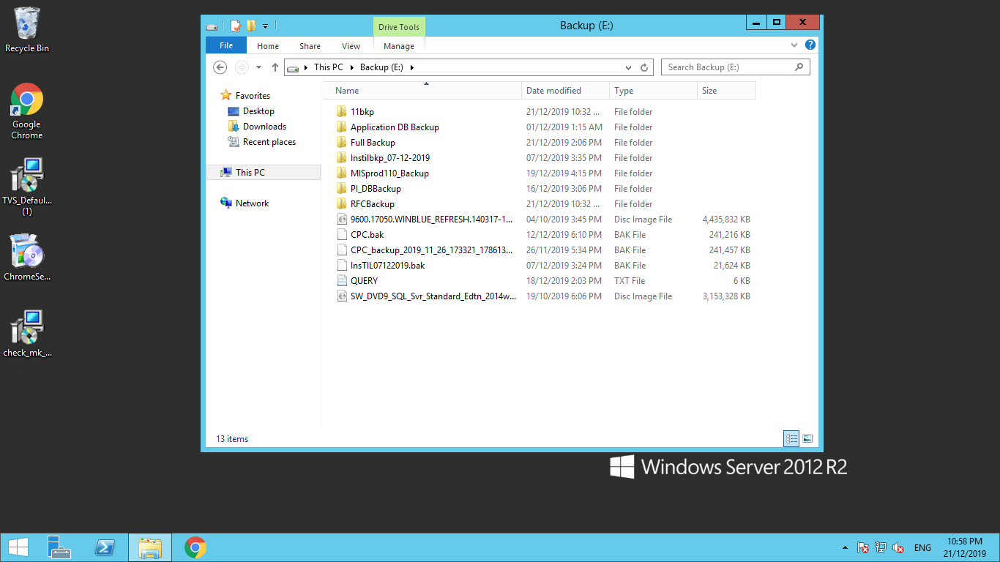 Recycle Bin
Google
Chrome
TVS_Defaul...
(1)
ChromeSe...
check_mk_...
Drive Tools
Backup (E:)
File
Home
Share
View
Manage
This PC
Backup (E:)
Search Backup (E:)
Favorites
Desktop
Downloads
Recent places
This PC
Network
Name Date modified Type Size
11bkp 21/12/2019 10:32 ... File folder
Application DB Backup 01/12/2019 1:15 AM File folder
Full Backup 21/12/2019 2:06 PM File folder
Instilbkp_07-12-2019 07/12/2019 3:35 PM File folder
MISprod110_Backup 19/12/2019 4:15 PM File folder
PI_DBBackup 16/12/2019 3:06 PM File folder
RFCBackup 21/12/2019 10:32 ... File folder
9600.17050.WINBLUE_REFRESH.140317-1... 04/10/2019 3:45 PM Disc Image File 4,435,832 KB
CPC.bak 12/12/2019 6:10 PM BAK File 241,216 KB
CPC_backup_2019_11_26_173321_178613... 26/11/2019 5:34 PM BAK File 241,457 KB
InsTIL07122019.bak 07/12/2019 3:24 PM BAK File 21,624 KB
QUERY 18/12/2019 2:03 PM TXT File 6 KB
SW_DVD9_SQL_Svr_Standard_Edtn_2014w... 19/10/2019 6:06 PM Disc Image File 3,153,328 KB
13 items
Windows Server 2012 R2
ENG
10:58 PM
21/12/2019